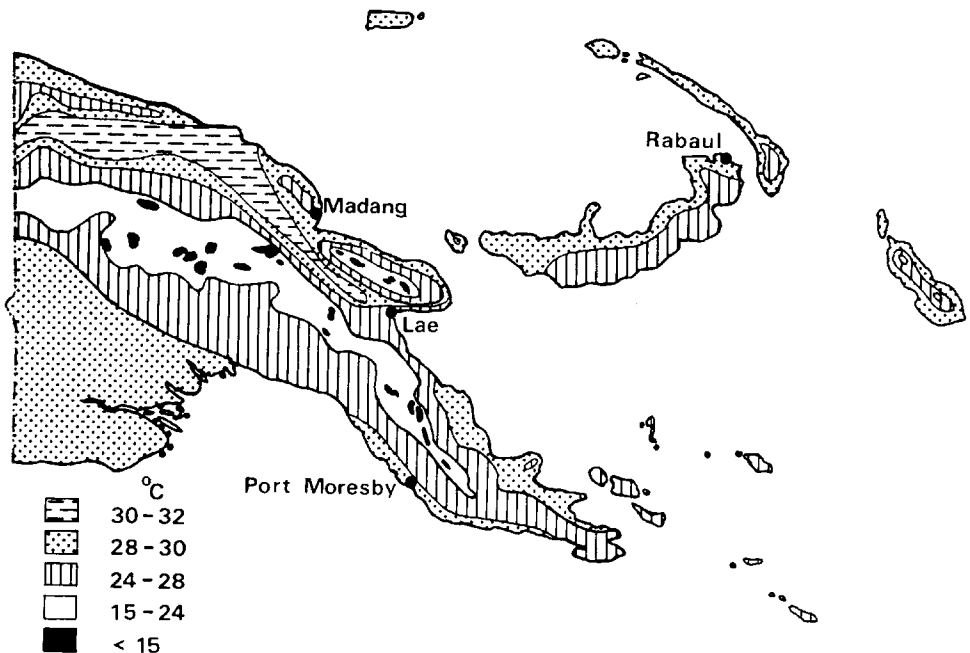 Rabaul
Madang
Lae
Port Moresby
°C
30-32
28-30
24-28
15-24
< 15